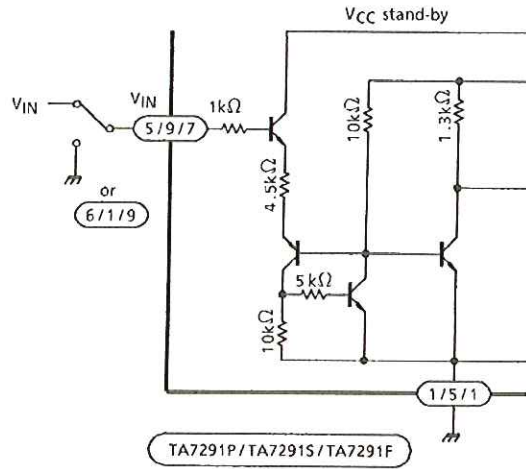 VCC stand-by
VIN
VIN
5/9/7
1kΩ
10kΩ
1.3kΩ
or
6/1/9
4.5kΩ
5kΩ
10kΩ
1/5/1
TA7291P/TA7291S/TA7291F